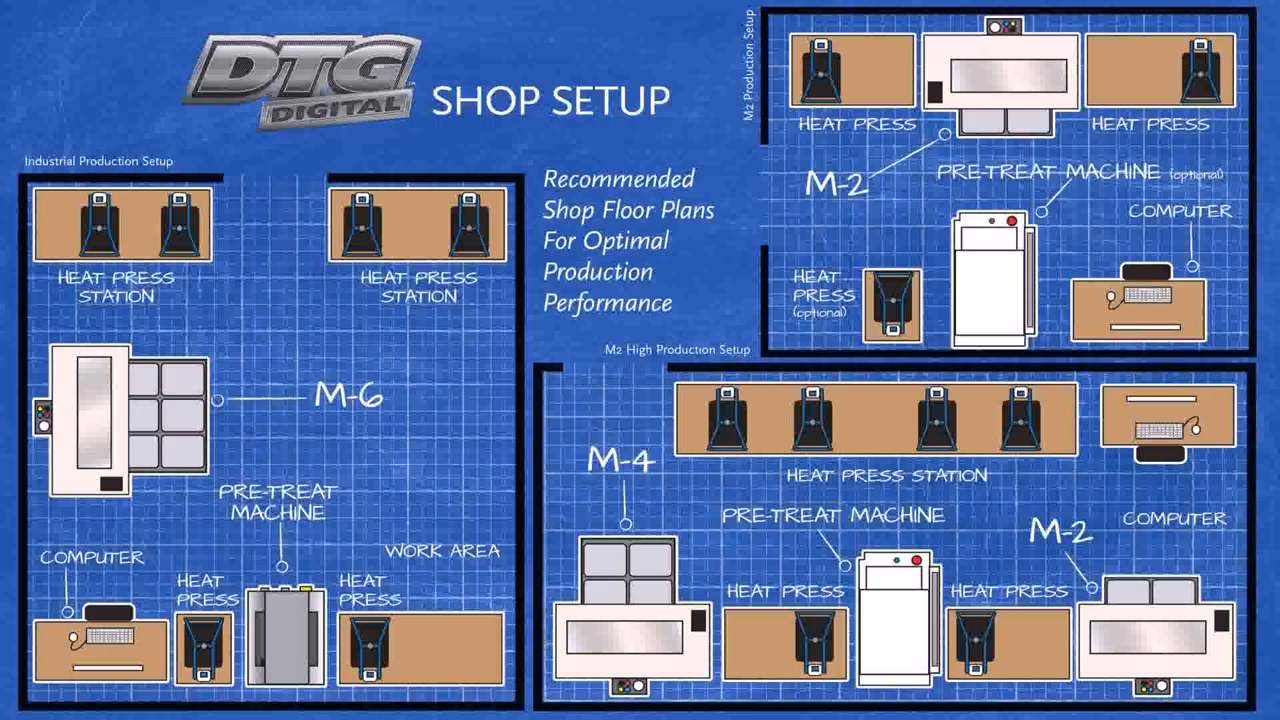 DTG
DIGITAL
SHOP SETUP
Recommended
Shop Floor Plans
For Optimal
Production
Performance
Industrial Production Setup
HEAT PRESS
STATION
HEAT PRESS
STATION
M-6
PRE-TREAT
MACHINE
COMPUTER
HEAT
PRESS
HEAT
PRESS
WORK AREA
M2 Production Setup
HEAT PRESS
HEAT PRESS
M-2
PRE-TREAT MACHINE (optional)
COMPUTER
HEAT
PRESS
(optional)
M2 High Production Setup
HEAT PRESS STATION
M-4
PRE-TREAT MACHINE
M-2
COMPUTER
HEAT PRESS
HEAT PRESS